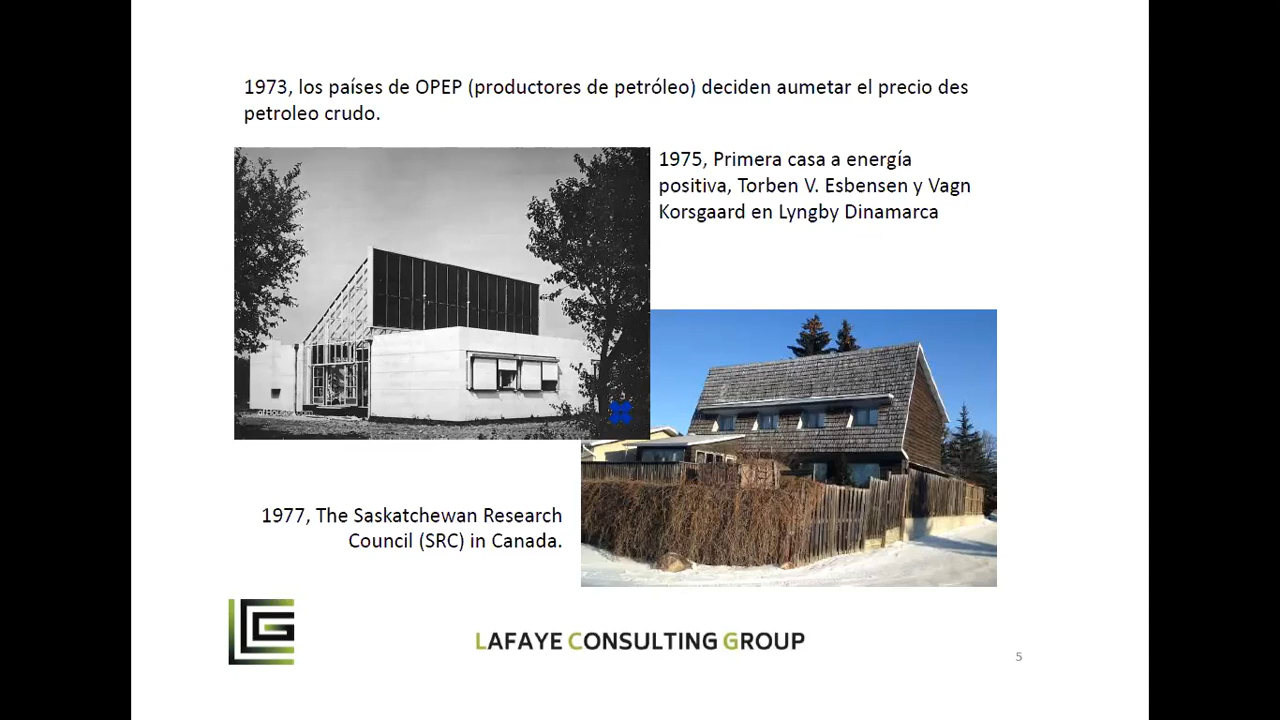 1973, los países de OPEP (productores de petróleo) deciden aumetar el precio des
petroleo crudo.
1975, Primera casa a energía
positiva, Torben V. Esbensen y Vagn
Korsgaard en Lyngby Dinamarca
1977, The Saskatchewan Research
Council (SRC) in Canada.
LCG
LAFAYE CONSULTING GROUP
5